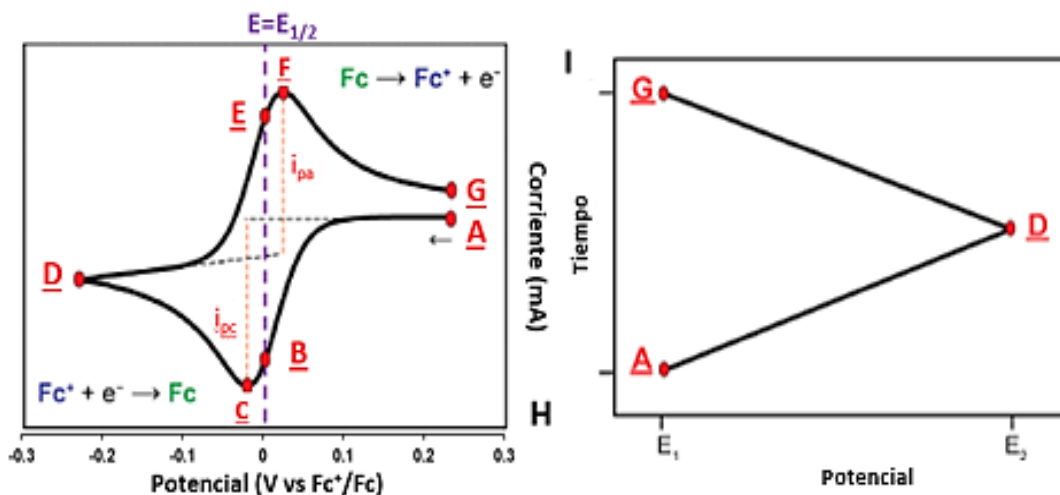 E=E1/2
F
Fc → Fc⁺ + e⁻
E
ipa
G
A
←
D
ipc
B
Fc⁺ + e⁻ → Fc
C
-0.3 -0.2 -0.1 0 0.1 0.2 0.3
Potencial (V vs Fc⁺/Fc)
I
Corriente (mA)
H
Tiempo
G
D
A
E1 E2
Potencial